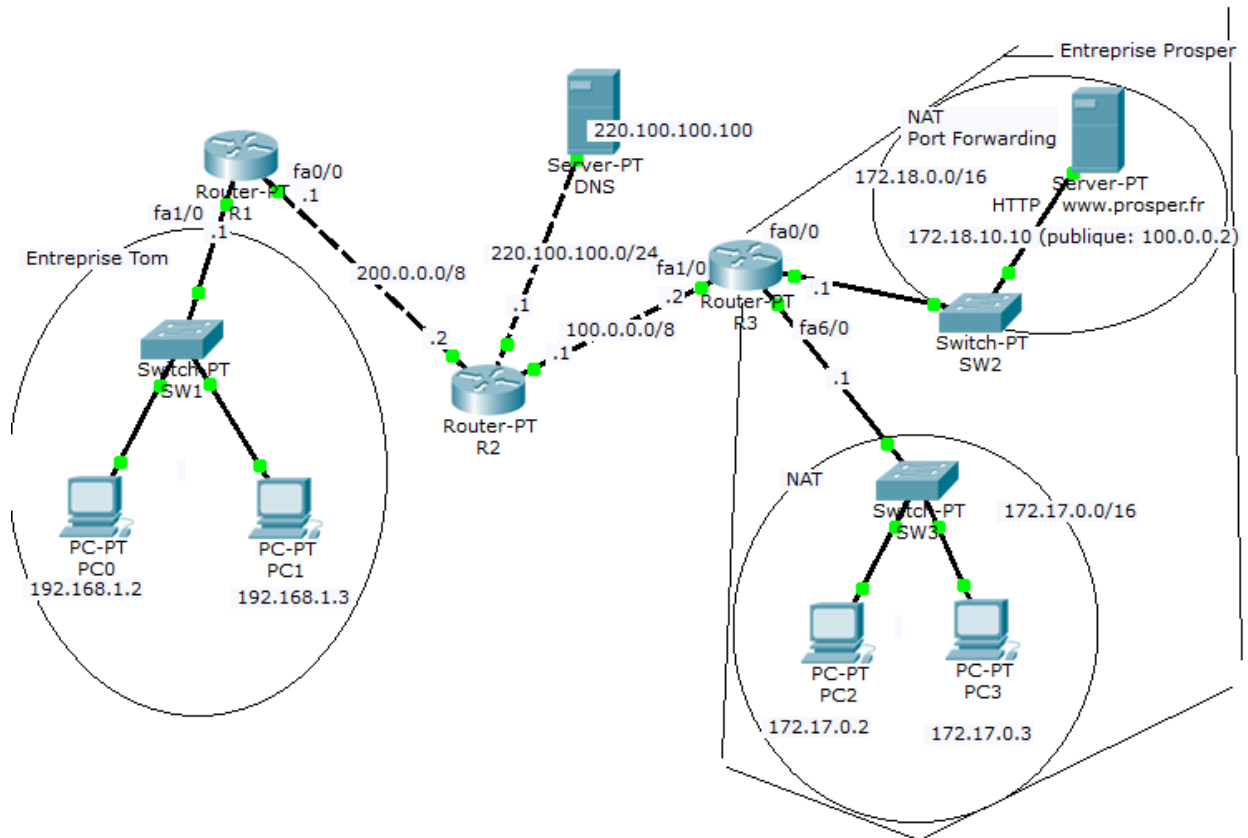 Entreprise Prosper
NAT
Port Forwarding
220.100.100.100
Server-PT
DNS
172.18.0.0/16
Server-PT
HTTP
www.prosper.fr
172.18.10.10 (publique: 100.0.0.2)
fa0/0
.1
Router-PT
R1
fa1/0
.1
Entreprise Tom
200.0.0.0/8
.2
220.100.100.0/24
.1
fa0/0
fa1/0
.2
Router-PT
R3
.1
100.0.0.0/8
.1
fa6/0
.1
Switch-PT
SW2
Switch-PT
SW1
Router-PT
R2
NAT
Switch-PT
SW3
172.17.0.0/16
PC-PT
PC0
192.168.1.2
PC-PT
PC1
192.168.1.3
PC-PT
PC2
172.17.0.2
PC-PT
PC3
172.17.0.3